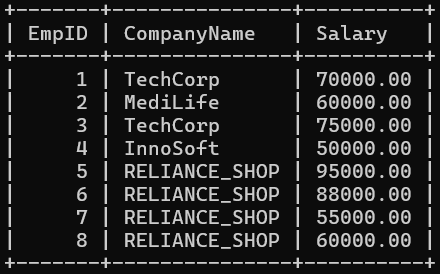 +-------+---------------+----------+
| EmpID | CompanyName   | Salary   |
+-------+---------------+----------+
|     1 | TechCorp      | 70000.00 |
|     2 | MediLife      | 60000.00 |
|     3 | TechCorp      | 75000.00 |
|     4 | InnoSoft      | 50000.00 |
|     5 | RELIANCE_SHOP | 95000.00 |
|     6 | RELIANCE_SHOP | 88000.00 |
|     7 | RELIANCE_SHOP | 55000.00 |
|     8 | RELIANCE_SHOP | 60000.00 |
+-------+---------------+----------+